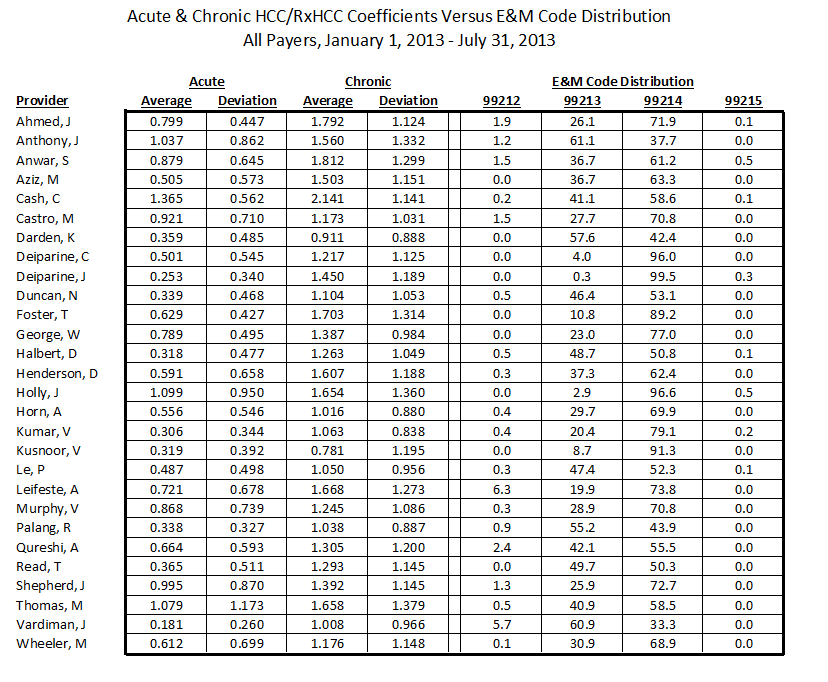 Acute & Chronic HCC/RxHCC Coefficients Versus E&M Code Distribution
All Payers, January 1, 2013 - July 31, 2013
Acute Chronic E&M Code Distribution
Provider Average Deviation Average Deviation 99212 99213 99214 99215
Ahmed, J 0.799 0.447 1.792 1.124 1.9 26.1 71.9 0.1
Anthony, J 1.037 0.862 1.560 1.332 1.2 61.1 37.7 0.0
Anwar, S 0.879 0.645 1.812 1.299 1.5 36.7 61.2 0.5
Aziz, M 0.505 0.573 1.503 1.151 0.0 36.7 63.3 0.0
Cash, C 1.365 0.562 2.141 1.141 0.2 41.1 58.6 0.1
Castro, M 0.921 0.710 1.173 1.031 1.5 27.7 70.8 0.0
Darden, K 0.359 0.485 0.911 0.888 0.0 57.6 42.4 0.0
Deiparine, C 0.501 0.545 1.217 1.125 0.0 4.0 96.0 0.0
Deiparine, J 0.253 0.340 1.450 1.189 0.0 0.3 99.5 0.3
Duncan, N 0.339 0.468 1.104 1.053 0.5 46.4 53.1 0.0
Foster, T 0.629 0.427 1.703 1.314 0.0 10.8 89.2 0.0
George, W 0.789 0.495 1.387 0.984 0.0 23.0 77.0 0.0
Halbert, D 0.318 0.477 1.263 1.049 0.5 48.7 50.8 0.1
Henderson, D 0.591 0.658 1.607 1.188 0.3 37.3 62.4 0.0
Holly, J 1.099 0.950 1.654 1.360 0.0 2.9 96.6 0.5
Horn, A 0.556 0.546 1.016 0.880 0.4 29.7 69.9 0.0
Kumar, V 0.306 0.344 1.063 0.838 0.4 20.4 79.1 0.2
Kusnoor, V 0.319 0.392 0.781 1.195 0.0 8.7 91.3 0.0
Le, P 0.487 0.498 1.050 0.956 0.3 47.4 52.3 0.1
Leifeste, A 0.721 0.678 1.668 1.273 6.3 19.9 73.8 0.0
Murphy, V 0.868 0.739 1.245 1.086 0.3 28.9 70.8 0.0
Palang, R 0.338 0.327 1.038 0.887 0.9 55.2 43.9 0.0
Qureshi, A 0.664 0.593 1.305 1.200 2.4 42.1 55.5 0.0
Read, T 0.365 0.511 1.293 1.145 0.0 49.7 50.3 0.0
Shepherd, J 0.995 0.870 1.392 1.145 1.3 25.9 72.7 0.0
Thomas, M 1.079 1.173 1.658 1.379 0.5 40.9 58.5 0.0
Vardiman, J 0.181 0.260 1.008 0.966 5.7 60.9 33.3 0.0
Wheeler, M 0.612 0.699 1.176 1.148 0.1 30.9 68.9 0.0